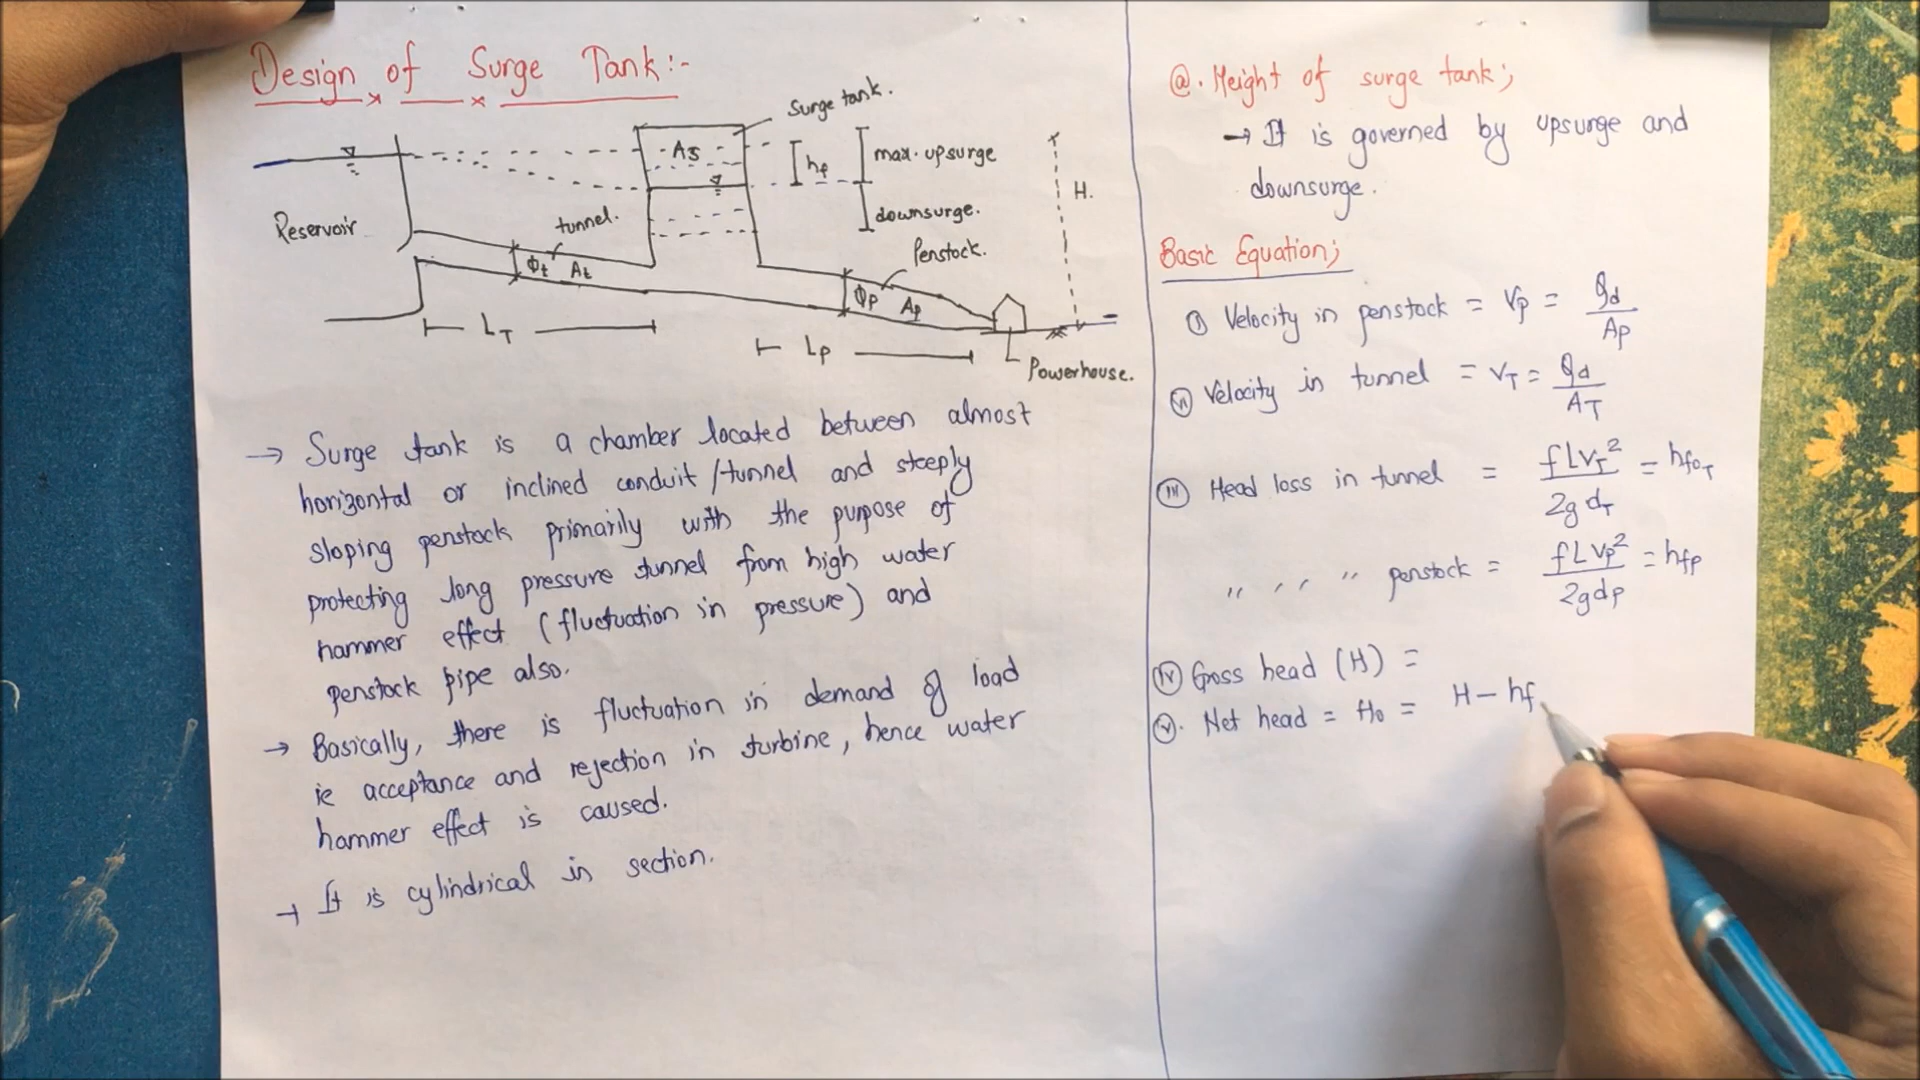 Design of Surge Tank:-
Surge tank.
As
hf
max. upsurge
H.
downsurge.
Reservoir
tunnel.
Penstock.
Φt At
Φp Ap
LT
Lp
Powerhouse.
→ Surge tank is a chamber located between almost
horizontal or inclined conduit/tunnel and steeply
sloping penstock primarily with the purpose of
protecting long pressure tunnel from high water
hammer effect (fluctuation in pressure) and
penstock pipe also.
→ Basically, there is fluctuation in demand of load
ie acceptance and rejection in turbine, hence water
hammer effect is caused.
→ It is cylindrical in section.
@. Height of surge tank;
→ It is governed by upsurge and
downsurge.
Basic Equation;
(i) Velocity in penstock = Vp = Qd / Ap
(ii) Velocity in tunnel = VT = Qd / AT
(iii) Head loss in tunnel = fLVT² / 2g dT = hfoT
" " " " penstock = fLVp² / 2gdp = hfp
(iv) Gross head (H) =
(v). Net head = Ho = H - hf